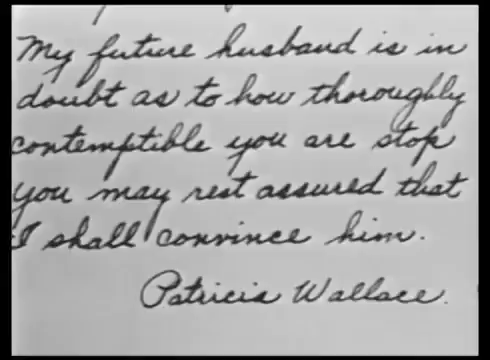 My future husband is in
doubt as to how thoroughly
contemptible you are stop
you may rest assured that
I shall convince him.
Patricia Wallace.